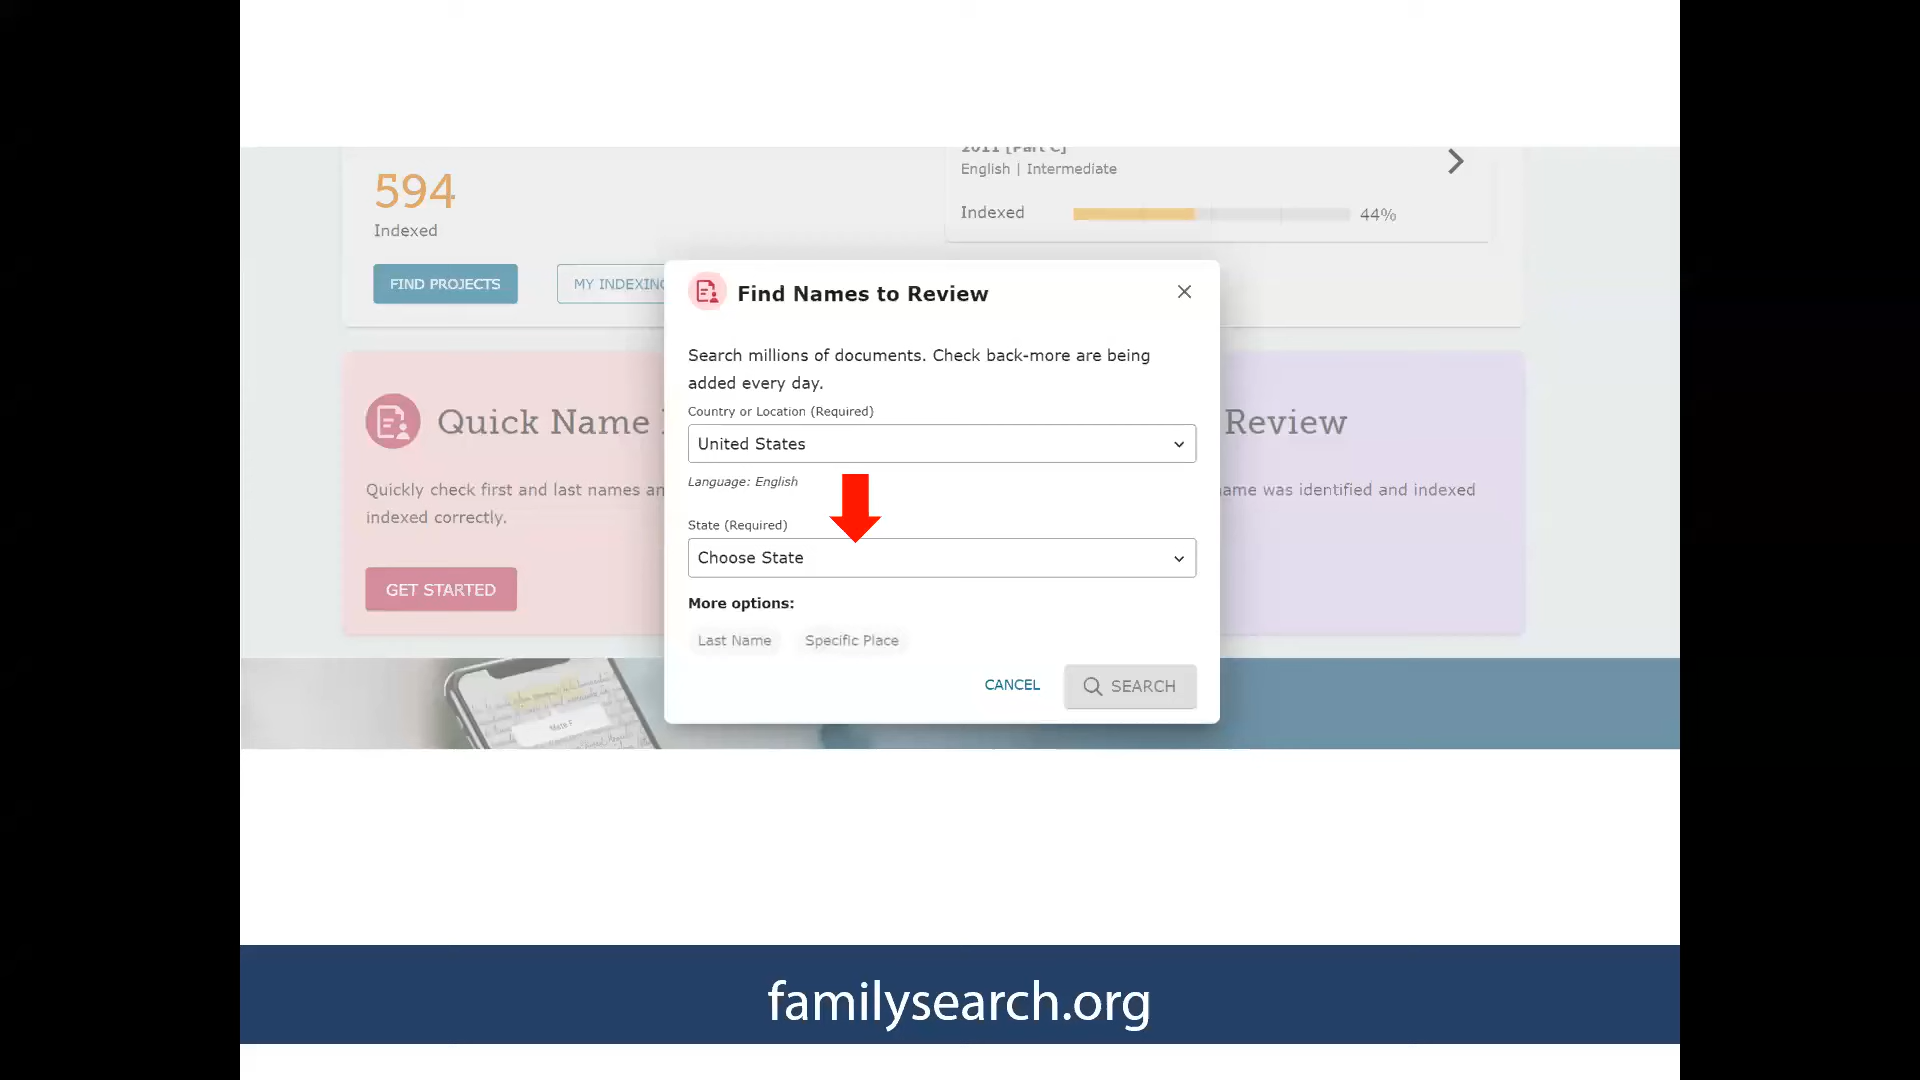 2011 [Part C]
English | Intermediate
594
Indexed
Indexed
44%
FIND PROJECTS
MY INDEXING
Find Names to Review
Search millions of documents. Check back-more are being
added every day.
Country or Location (Required)
United States
Language: English
State (Required)
Choose State
More options:
Last Name
Specific Place
CANCEL
SEARCH
Quick Name
Quickly check first and last names
indexed correctly.
GET STARTED
Review
name was identified and indexed
familysearch.org